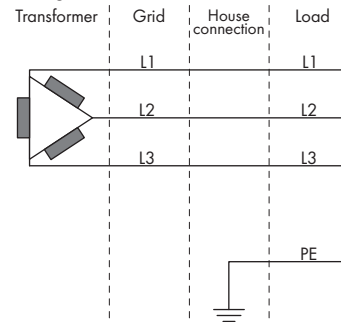 Transformer Grid House connection Load
L1 L1
L2 L2
L3 L3
PE